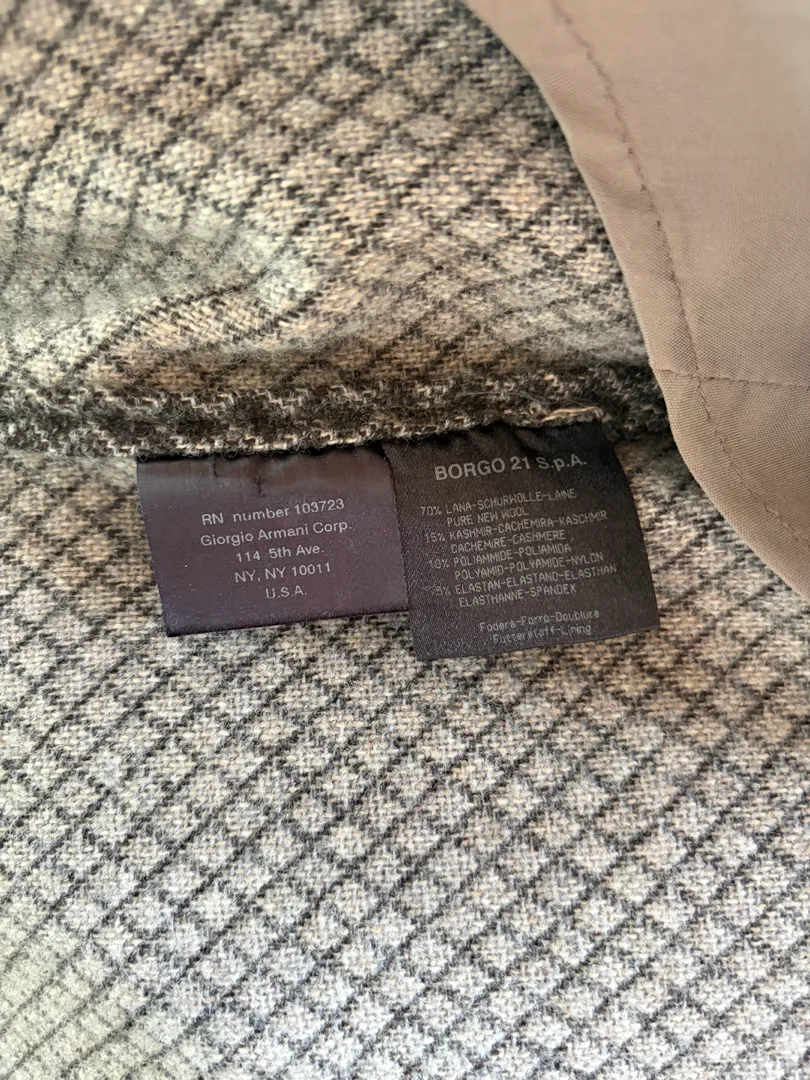 RN number 103723
Giorgio Armani Corp.
114 5th Ave.
NY, NY 10011
U.S.A.
BORGO 21 S.p.A.
70% LANA-SCHURWOLLE-LAINE
PURE NEW WOOL
15% KASHMIR-CACHEMIRA-KASCHMIR
CACHEMIRE-CASHMERE
10% POLIAMMIDE-POLIAMIDA
POLYAMID-POLYAMIDE-NYLON
5% ELASTAN-ELASTANO-ELASTHAN
ELASTHANNE-SPANDEX
Fodera-Forro-Doublure
Futterstoff-Lining